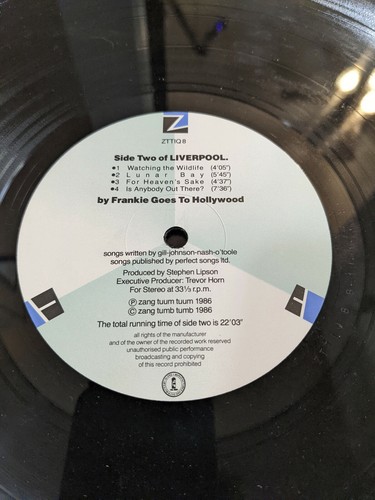 Z
ZTTIQ 8
Side Two of LIVERPOOL.
•1 Watching the Wildlife (4'05")
•2 Lunar Bay (5'45")
•3 For Heaven's Sake (4'37")
•4 Is Anybody Out There? (7'36")
by Frankie Goes To Hollywood
songs written by gill-johnson-nash-o'toole
songs published by perfect songs ltd.
Produced by Stephen Lipson
Executive Producer: Trevor Horn
For Stereo at 33⅓ r.p.m.
Ⓟ zang tuum tuum 1986
© zang tumb tumb 1986
The total running time of side two is 22'03"
all rights of the manufacturer
and of the owner of the recorded work reserved
unauthorised public performance
broadcasting and copying
of this record prohibited